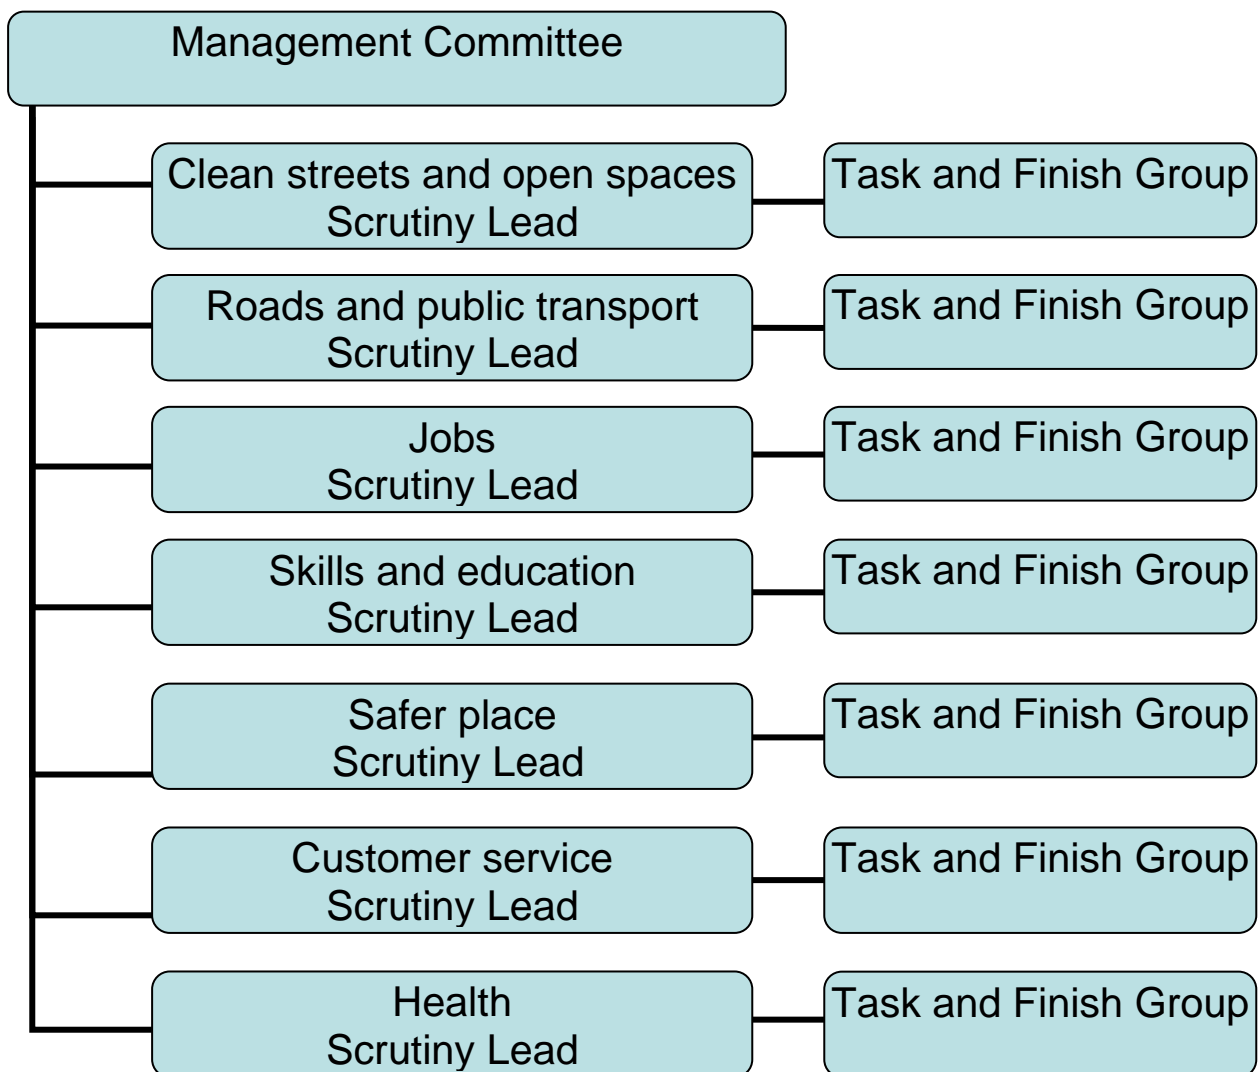 Management Committee
Clean streets and open spaces
Scrutiny Lead
Task and Finish Group
Roads and public transport
Scrutiny Lead
Task and Finish Group
Jobs
Scrutiny Lead
Task and Finish Group
Skills and education
Scrutiny Lead
Task and Finish Group
Safer place
Scrutiny Lead
Task and Finish Group
Customer service
Scrutiny Lead
Task and Finish Group
Health
Scrutiny Lead
Task and Finish Group